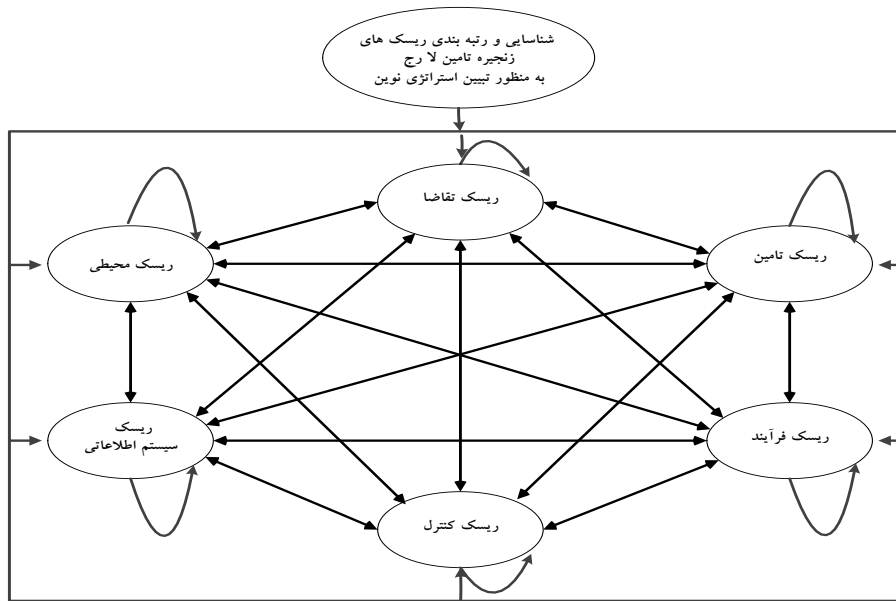 شناسایی و رتبه بندی ریسک های
زنجیره تامین لا رج
به منظور تبیین استراتژی نوین
ریسک تقاضا
ریسک تامین
ریسک محیطی
ریسک فرآیند
ریسک
سیستم اطلاعاتی
ریسک کنترل